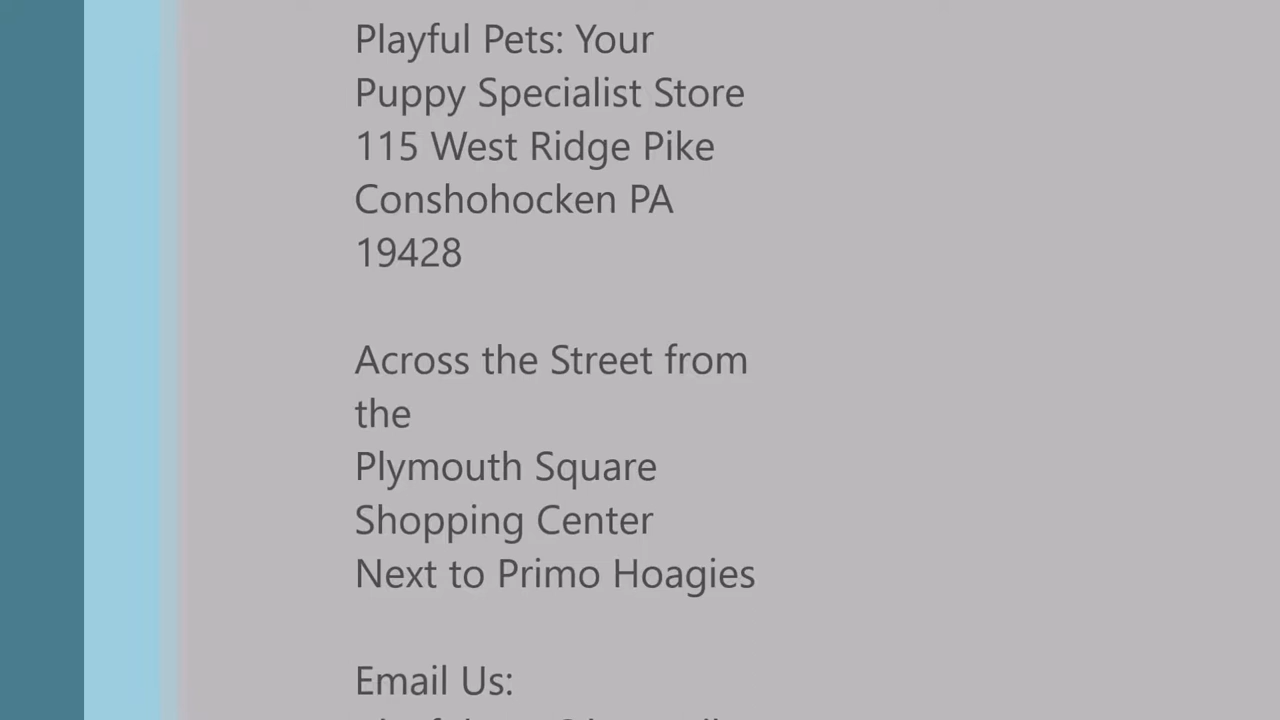 Playful Pets: Your
Puppy Specialist Store
115 West Ridge Pike
Conshohocken PA
19428
Across the Street from
the
Plymouth Square
Shopping Center
Next to Primo Hoagies
Email Us: